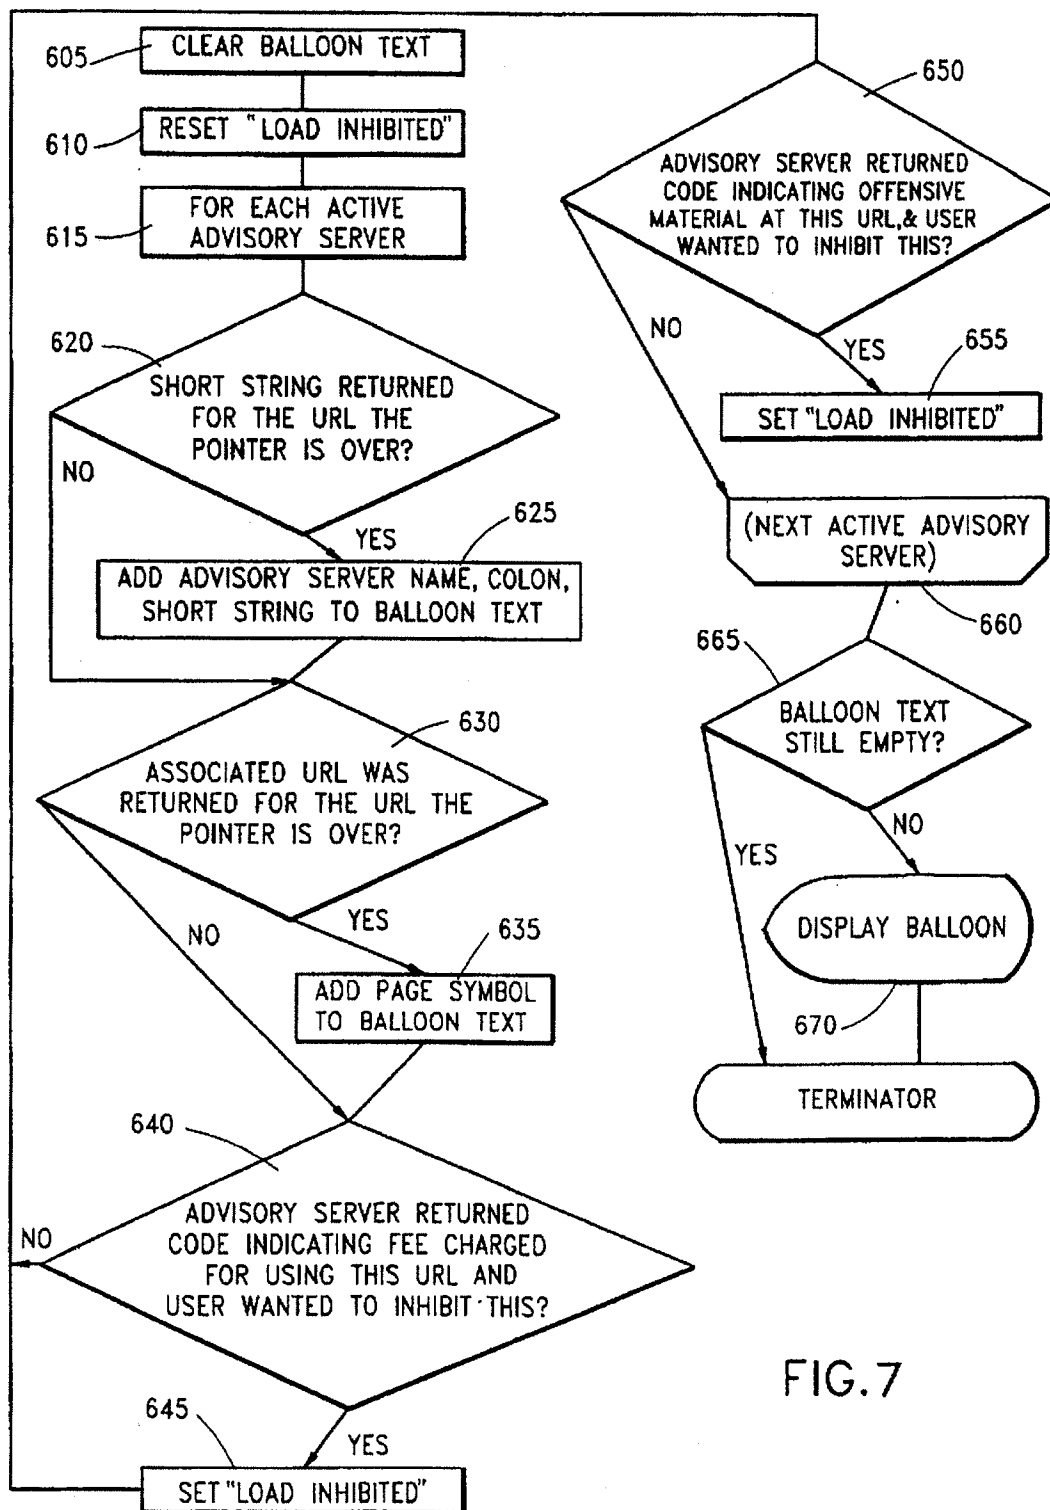 605
CLEAR BALLOON TEXT
610
RESET "LOAD INHIBITED"
615
FOR EACH ACTIVE
ADVISORY SERVER
620
SHORT STRING RETURNED
FOR THE URL THE
POINTER IS OVER?
NO
YES
625
ADD ADVISORY SERVER NAME, COLON,
SHORT STRING TO BALLOON TEXT
630
ASSOCIATED URL WAS
RETURNED FOR THE URL THE
POINTER IS OVER?
NO
YES
635
ADD PAGE SYMBOL
TO BALLOON TEXT
640
ADVISORY SERVER RETURNED
CODE INDICATING FEE CHARGED
FOR USING THIS URL AND
USER WANTED TO INHIBIT THIS?
NO
645
YES
SET "LOAD INHIBITED"
650
ADVISORY SERVER RETURNED
CODE INDICATING OFFENSIVE
MATERIAL AT THIS URL,& USER
WANTED TO INHIBIT THIS?
NO
YES
655
SET "LOAD INHIBITED"
(NEXT ACTIVE ADVISORY
SERVER)
660
665
BALLOON TEXT
STILL EMPTY?
YES
NO
DISPLAY BALLOON
670
TERMINATOR
FIG.7